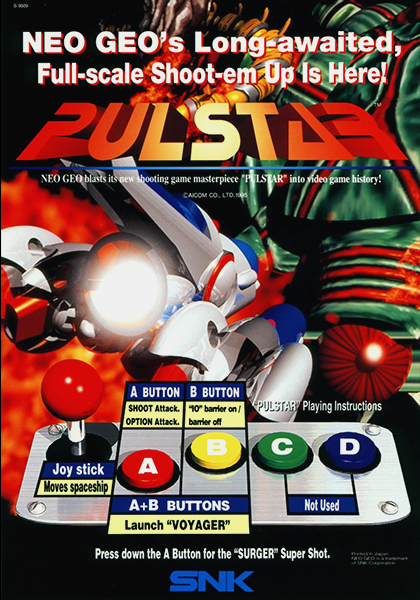 S 9509
NEO GEO's Long-awaited,
Full-scale Shoot-em Up Is Here!
PULSTAR™
NEO GEO blasts its new shooting game masterpiece "PULSTAR" into video game history!
©AICOM CO., LTD.1995
A BUTTON
B BUTTON
SHOOT Attack.
OPTION Attack.
"IO" barrier on /
barrier off
"PULSTAR" Playing Instructions
A
B
C
D
Joy stick
Moves spaceship
Not Used
A+B BUTTONS
Launch "VOYAGER"
Press down the A Button for the "SURGER" Super Shot.
Printed in Japan
NEO GEO is a trademark
of SNK Corporation
SNK